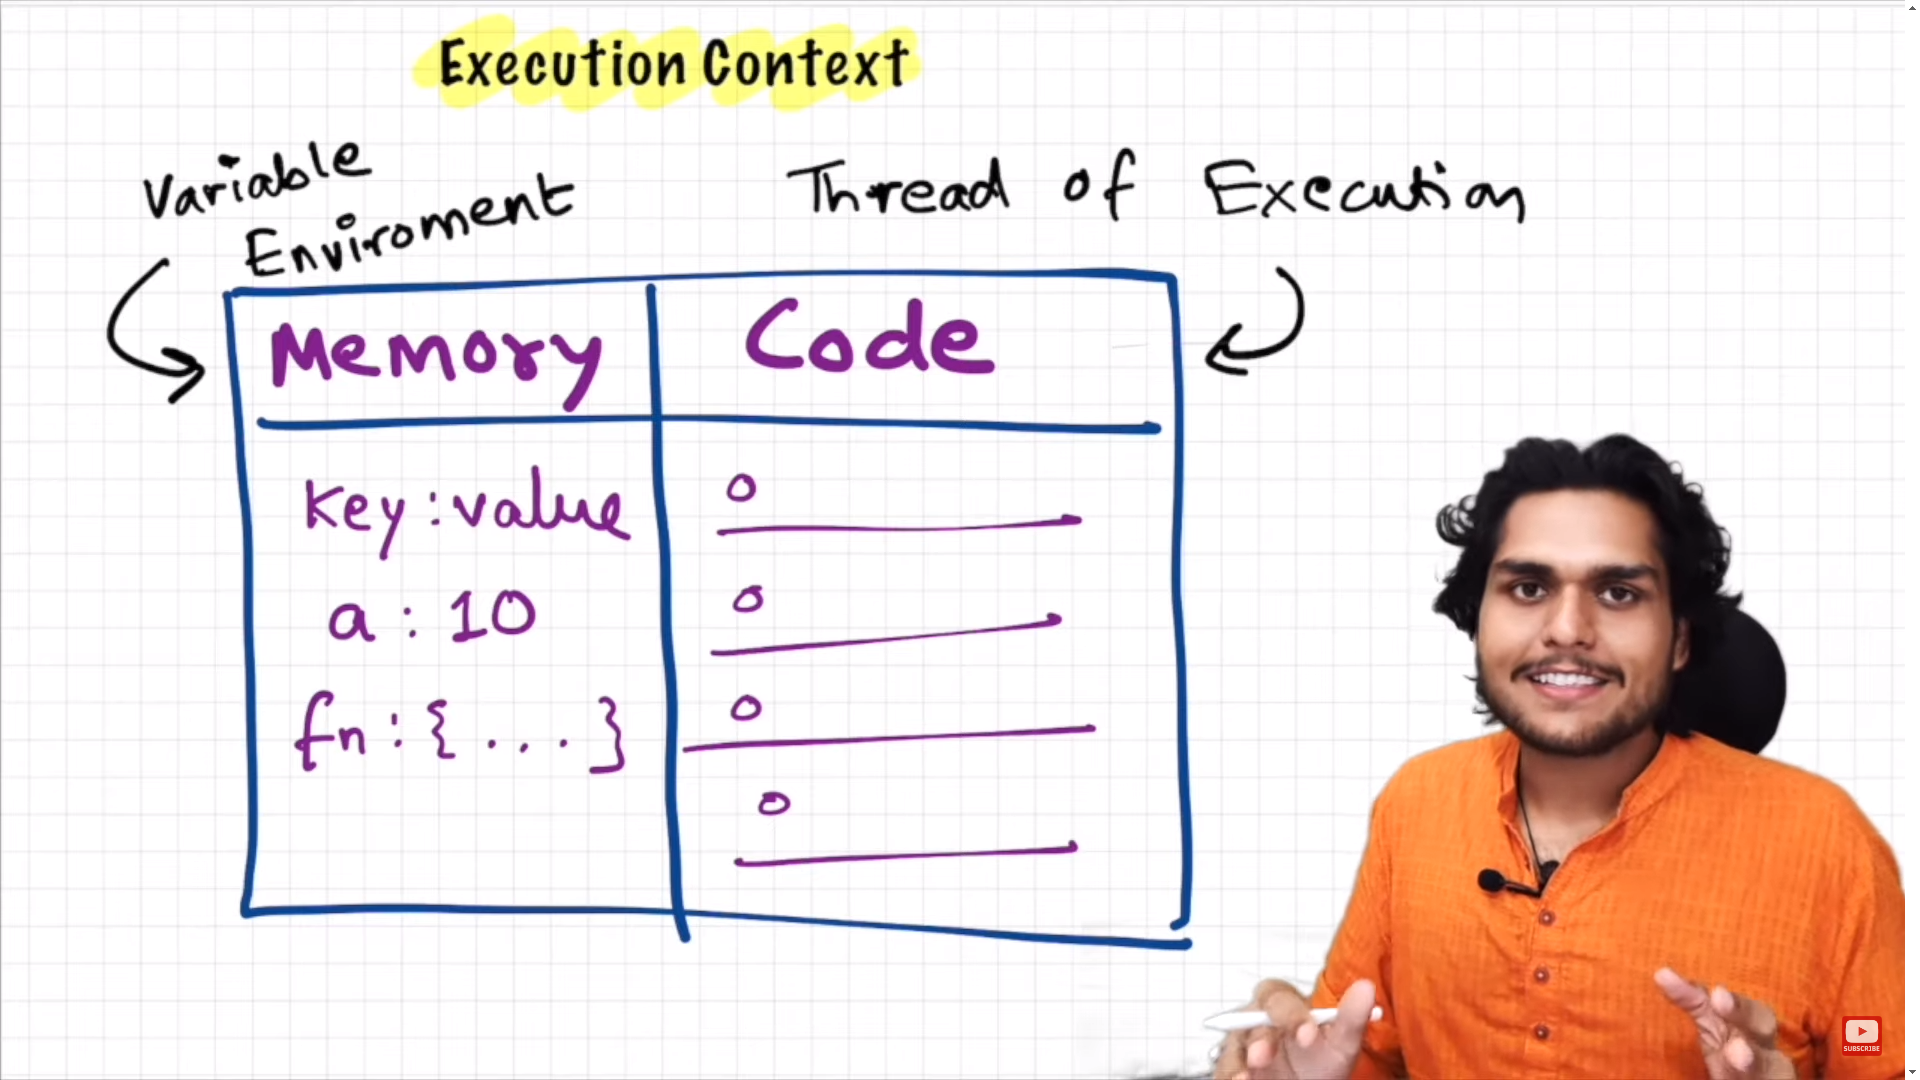 Execution Context
Variable
Enviroment
Thread of Execution
Memory
Code
key : value
a : 10
fn : { . . . }
SUBSCRIBE